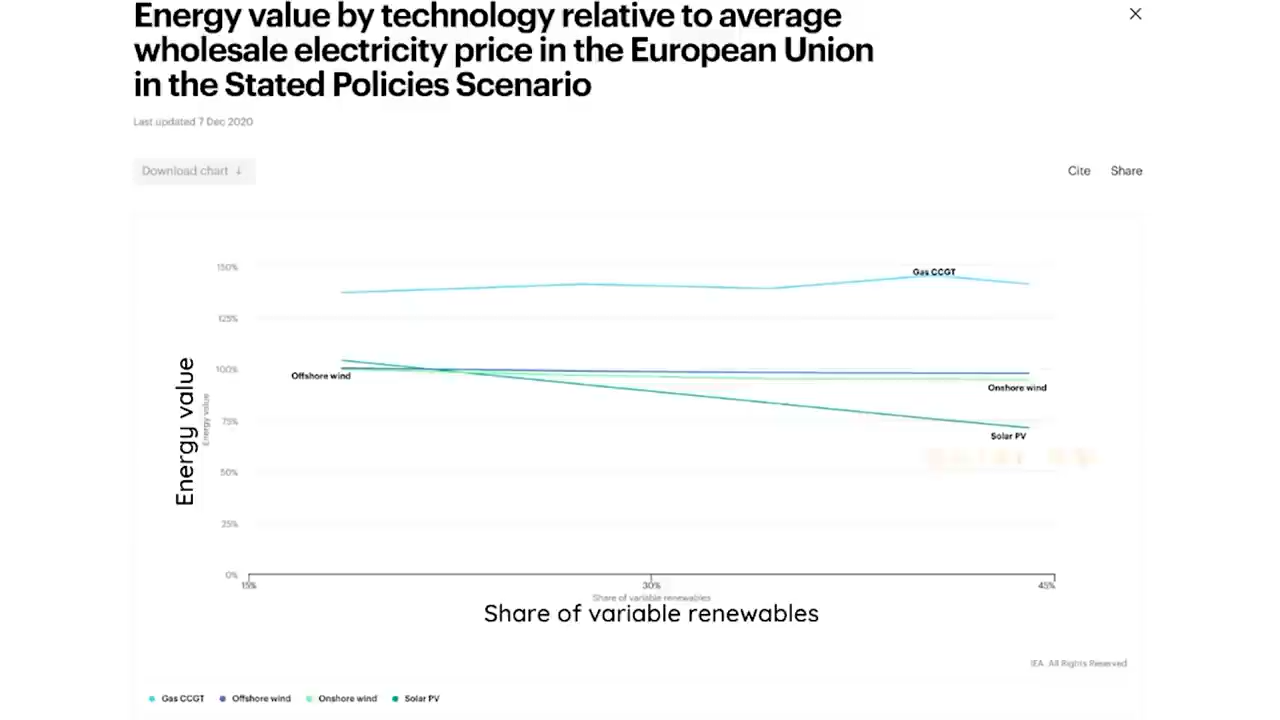 Energy value by technology relative to average
wholesale electricity price in the European Union
in the Stated Policies Scenario
Last updated 7 Dec 2020
Download chart ↓
Cite
Share
150%
Gas CCGT
125%
100%
Offshore wind
Onshore wind
Energy value
Energy value
75%
Solar PV
50%
25%
0%
15%
30%
45%
Share of variable renewables
Share of variable renewables
IEA. All Rights Reserved
Gas CCGT
Offshore wind
Onshore wind
Solar PV